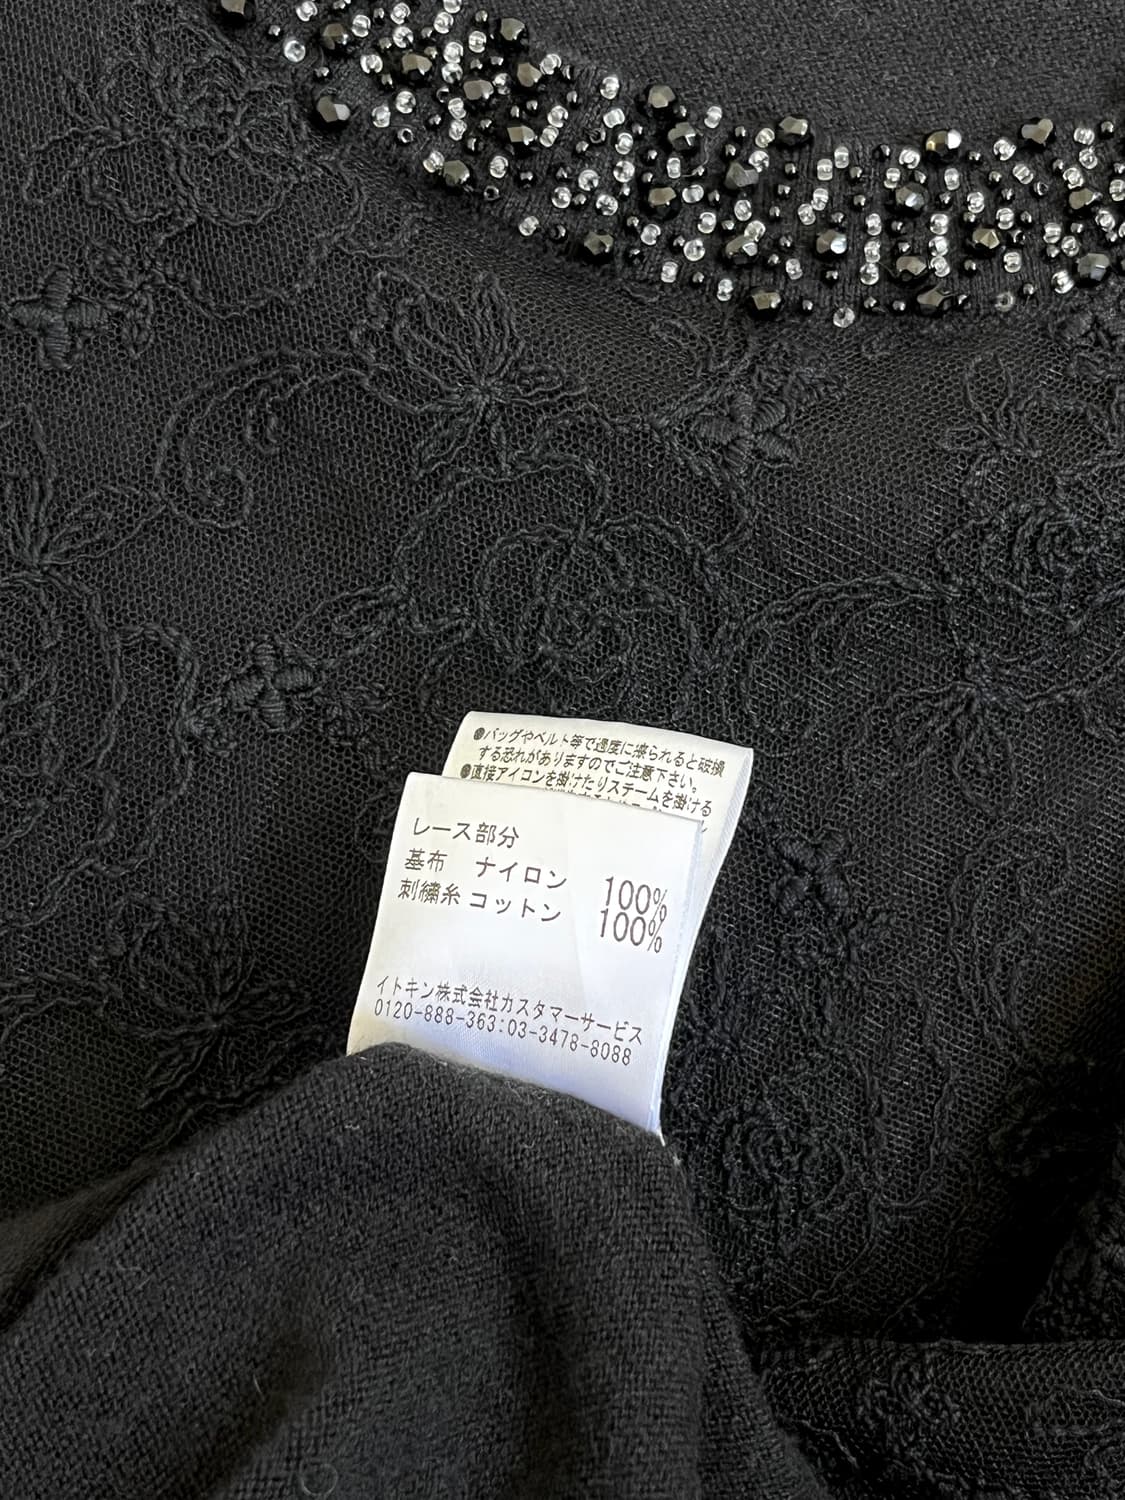 ●バッグやベルト等で過度に擦られると破損
する恐れがありますのでご注意下さい。
●直接アイロンを掛けたりスチームを掛ける
レース部分
基布 ナイロン 100%
刺繍糸 コットン 100%
イトキン株式会社カスタマーサービス
0120-888-363:03-3478-8088